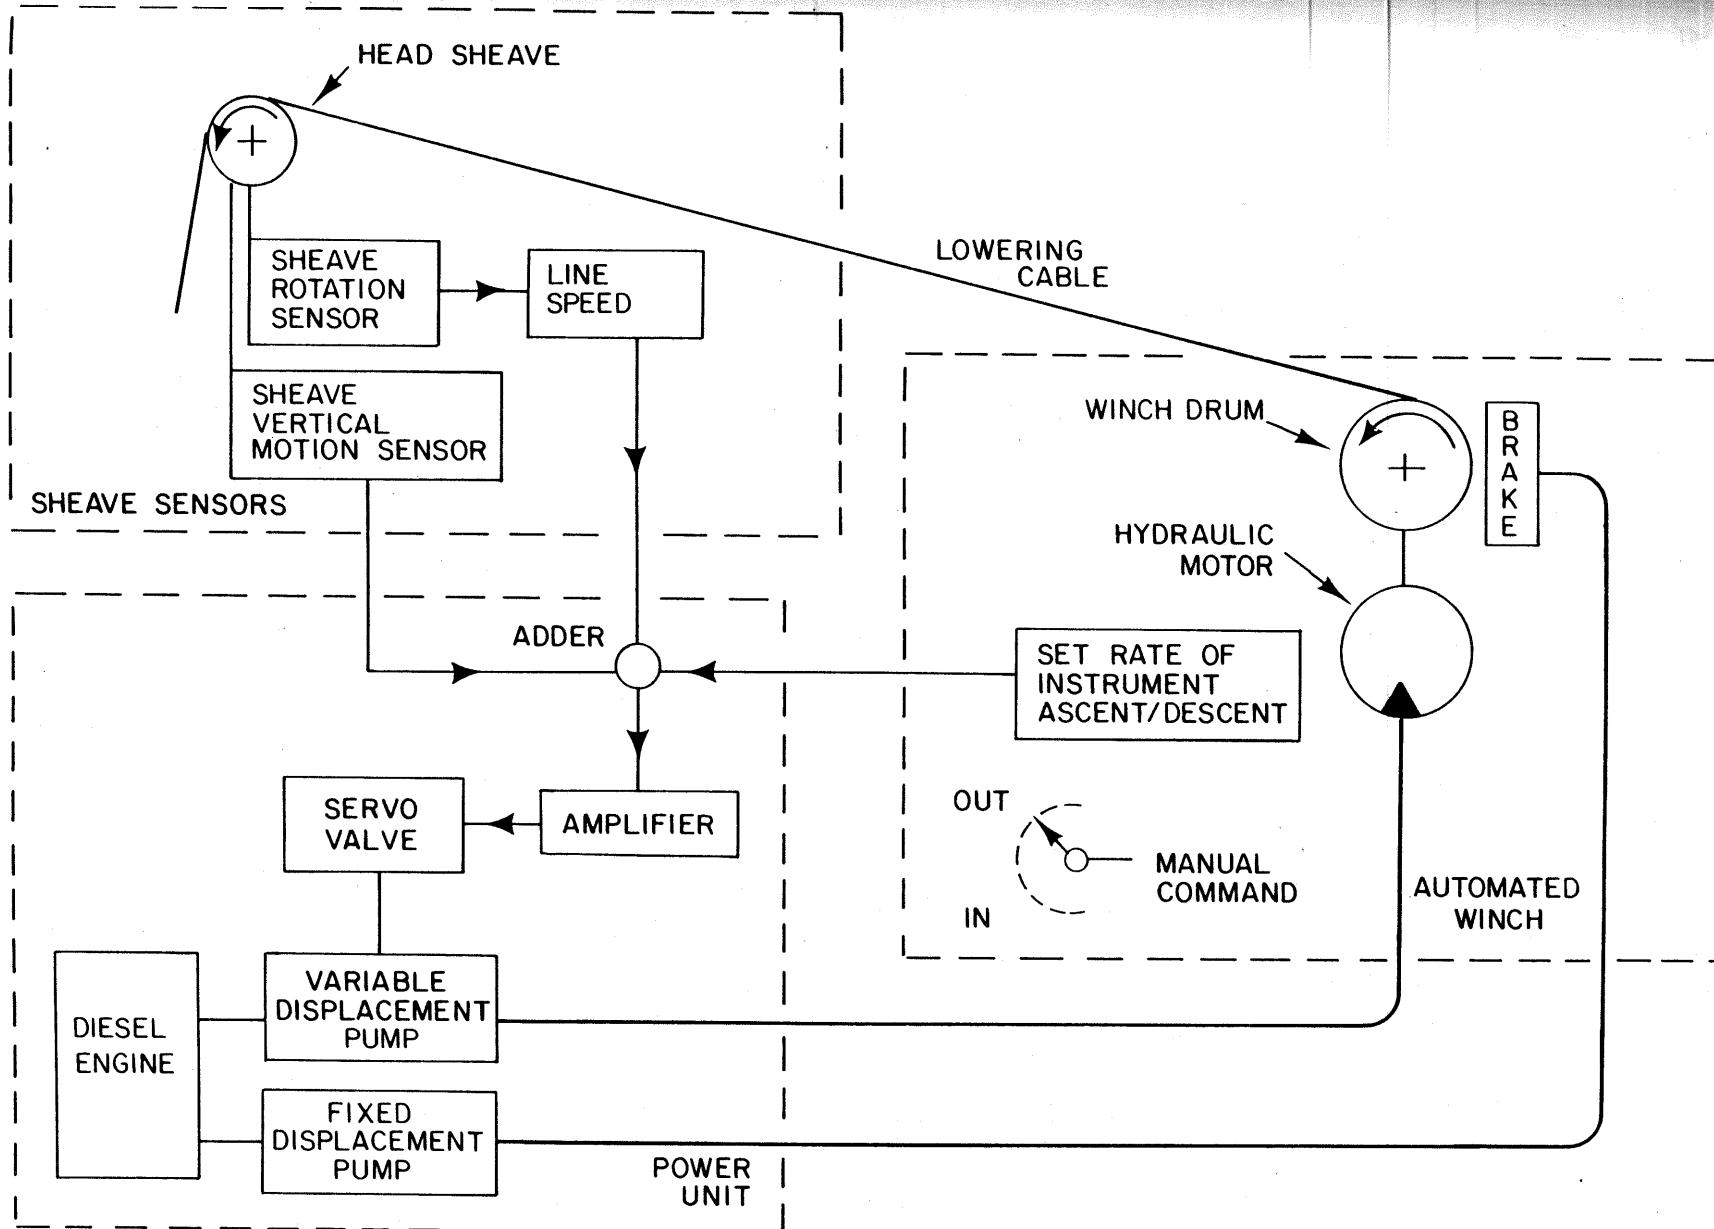 HEAD SHEAVE
SHEAVE
ROTATION
SENSOR
LINE
SPEED
SHEAVE
VERTICAL
MOTION SENSOR
SHEAVE SENSORS
LOWERING
CABLE
WINCH DRUM
BRAKE
HYDRAULIC
MOTOR
ADDER
SET RATE OF
INSTRUMENT
ASCENT/DESCENT
SERVO
VALVE
AMPLIFIER
OUT
IN
MANUAL
COMMAND
AUTOMATED
WINCH
DIESEL
ENGINE
VARIABLE
DISPLACEMENT
PUMP
FIXED
DISPLACEMENT
PUMP
POWER
UNIT